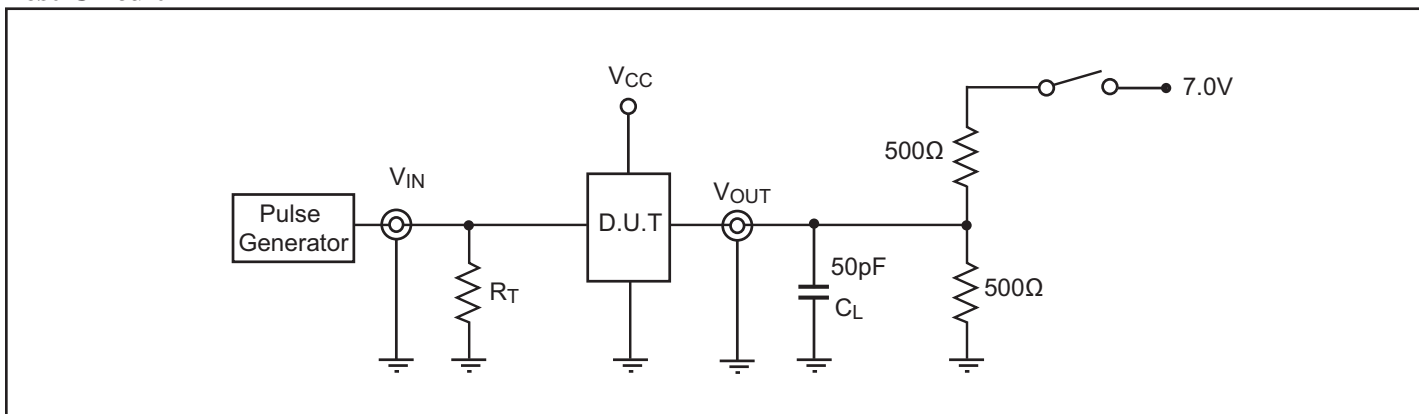 VCC
7.0V
500Ω
VIN
VOUT
Pulse
Generator
D.U.T
50pF
RT
CL
500Ω